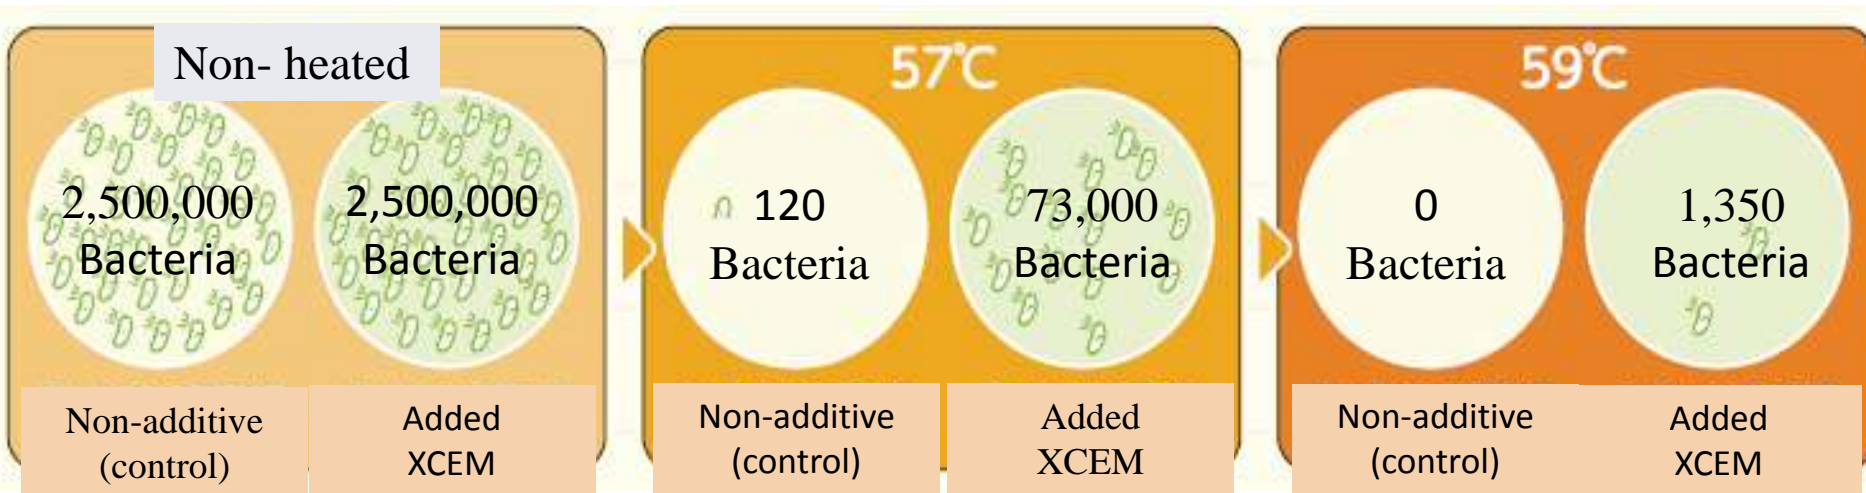 Non- heated
2,500,000
Bacteria
2,500,000
Bacteria
Non-additive
(control)
Added
XCEM
57℃
120
Bacteria
73,000
Bacteria
Non-additive
(control)
Added
XCEM
59℃
0
Bacteria
1,350
Bacteria
Non-additive
(control)
Added
XCEM